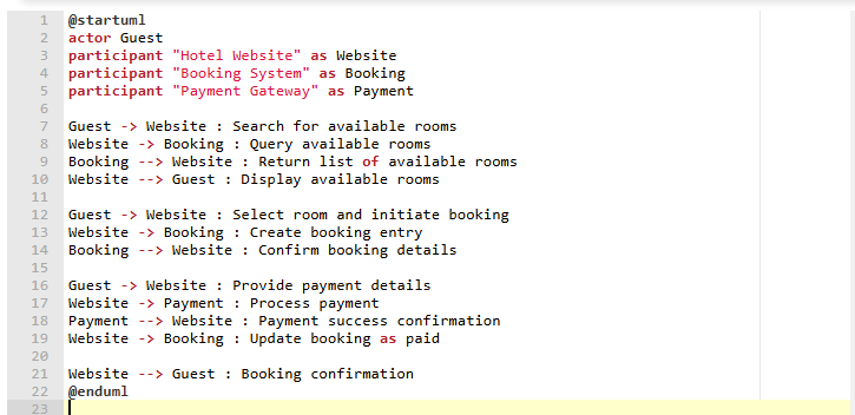 1 @startuml
2 actor Guest
3 participant "Hotel Website" as Website
4 participant "Booking System" as Booking
5 participant "Payment Gateway" as Payment
6
7 Guest -> Website : Search for available rooms
8 Website -> Booking : Query available rooms
9 Booking --> Website : Return list of available rooms
10 Website --> Guest : Display available rooms
11
12 Guest -> Website : Select room and initiate booking
13 Website -> Booking : Create booking entry
14 Booking --> Website : Confirm booking details
15
16 Guest -> Website : Provide payment details
17 Website -> Payment : Process payment
18 Payment --> Website : Payment success confirmation
19 Website -> Booking : Update booking as paid
20
21 Website --> Guest : Booking confirmation
22 @enduml
23